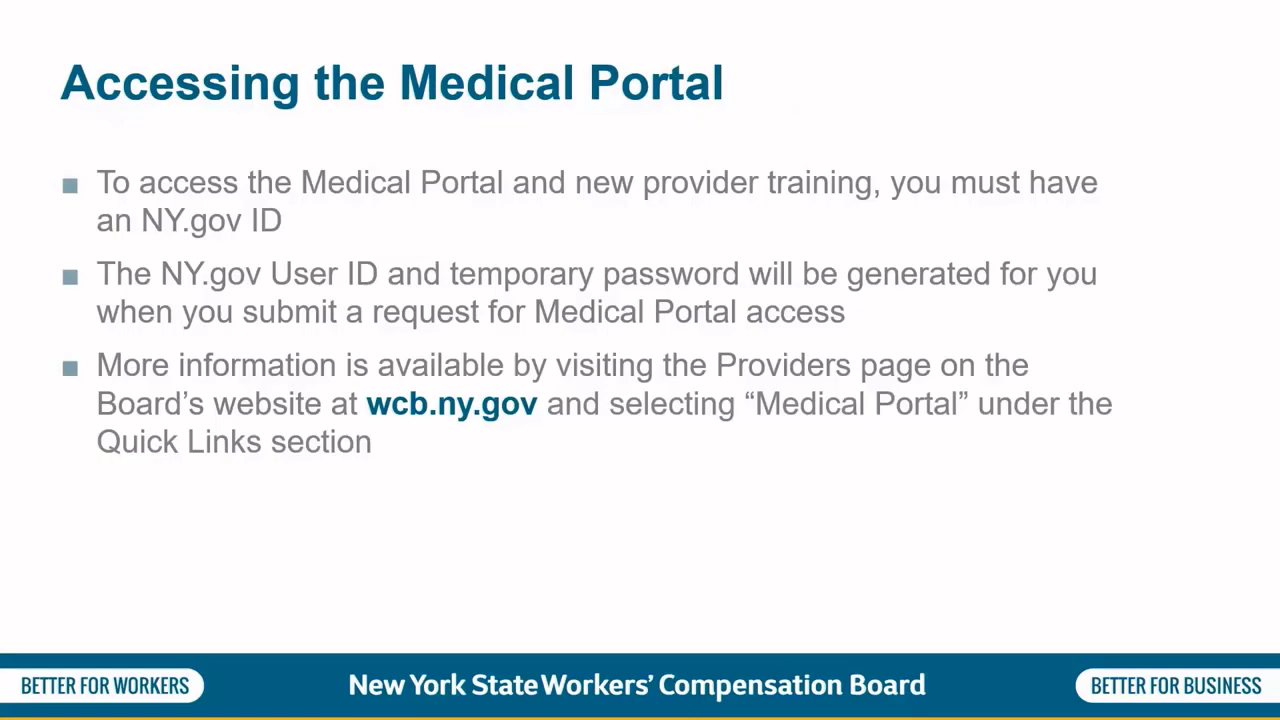 Accessing the Medical Portal
To access the Medical Portal and new provider training, you must have
an NY.gov ID
The NY.gov User ID and temporary password will be generated for you
when you submit a request for Medical Portal access
More information is available by visiting the Providers page on the
Board’s website at wcb.ny.gov and selecting “Medical Portal” under the
Quick Links section
BETTER FOR WORKERS
New York State Workers’ Compensation Board
BETTER FOR BUSINESS